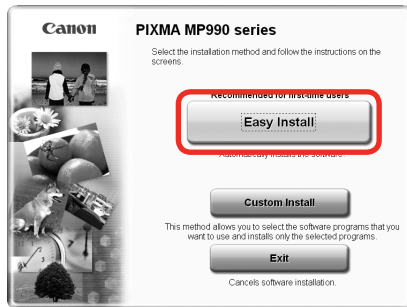 Canon
PIXMA MP990 series
Select the installation method and follow the instructions on the
screens.
Recommended for first-time users
Easy Install
Automatically installs the software.
Custom Install
This method allows you to select the software programs that you
want to use and installs only the selected programs.
Exit
Cancels software installation.